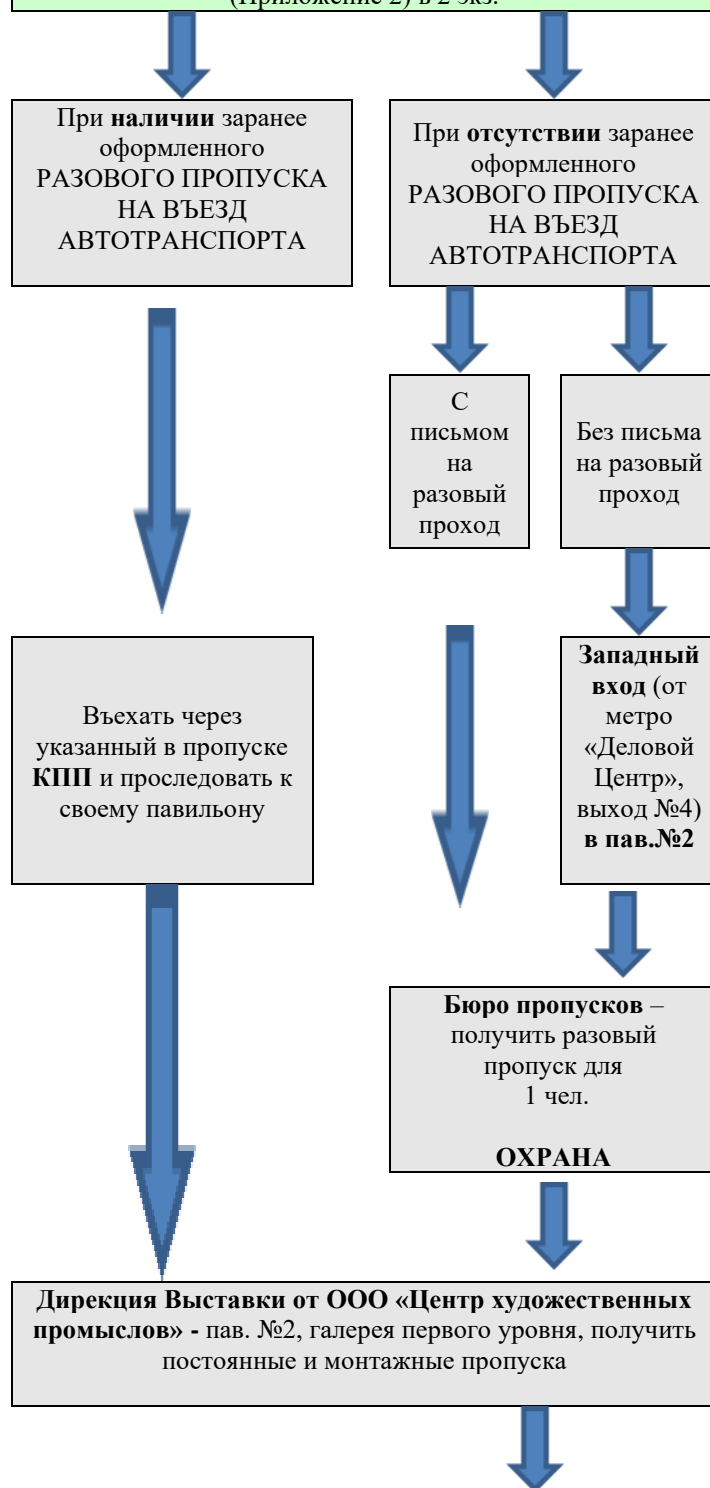 (Приложение 2) в 2 экз.
При наличии заранее
оформленного
РАЗОВОГО ПРОПУСКА
НА ВЪЕЗД
АВТОТРАНСПОРТА
При отсутствии заранее
оформленного
РАЗОВОГО ПРОПУСКА
НА ВЪЕЗД
АВТОТРАНСПОРТА
С
письмом
на
разовый
проход
Без письма
на разовый
проход
Въехать через
указанный в пропуске
КПП и проследовать к
своему павильону
Западный
вход (от
метро
«Деловой
Центр»,
выход №4)
в пав.№2
Бюро пропусков –
получить разовый
пропуск для
1 чел.
ОХРАНА
Дирекция Выставки от ООО «Центр художественных
промыслов» - пав. №2, галерея первого уровня, получить
постоянные и монтажные пропуска